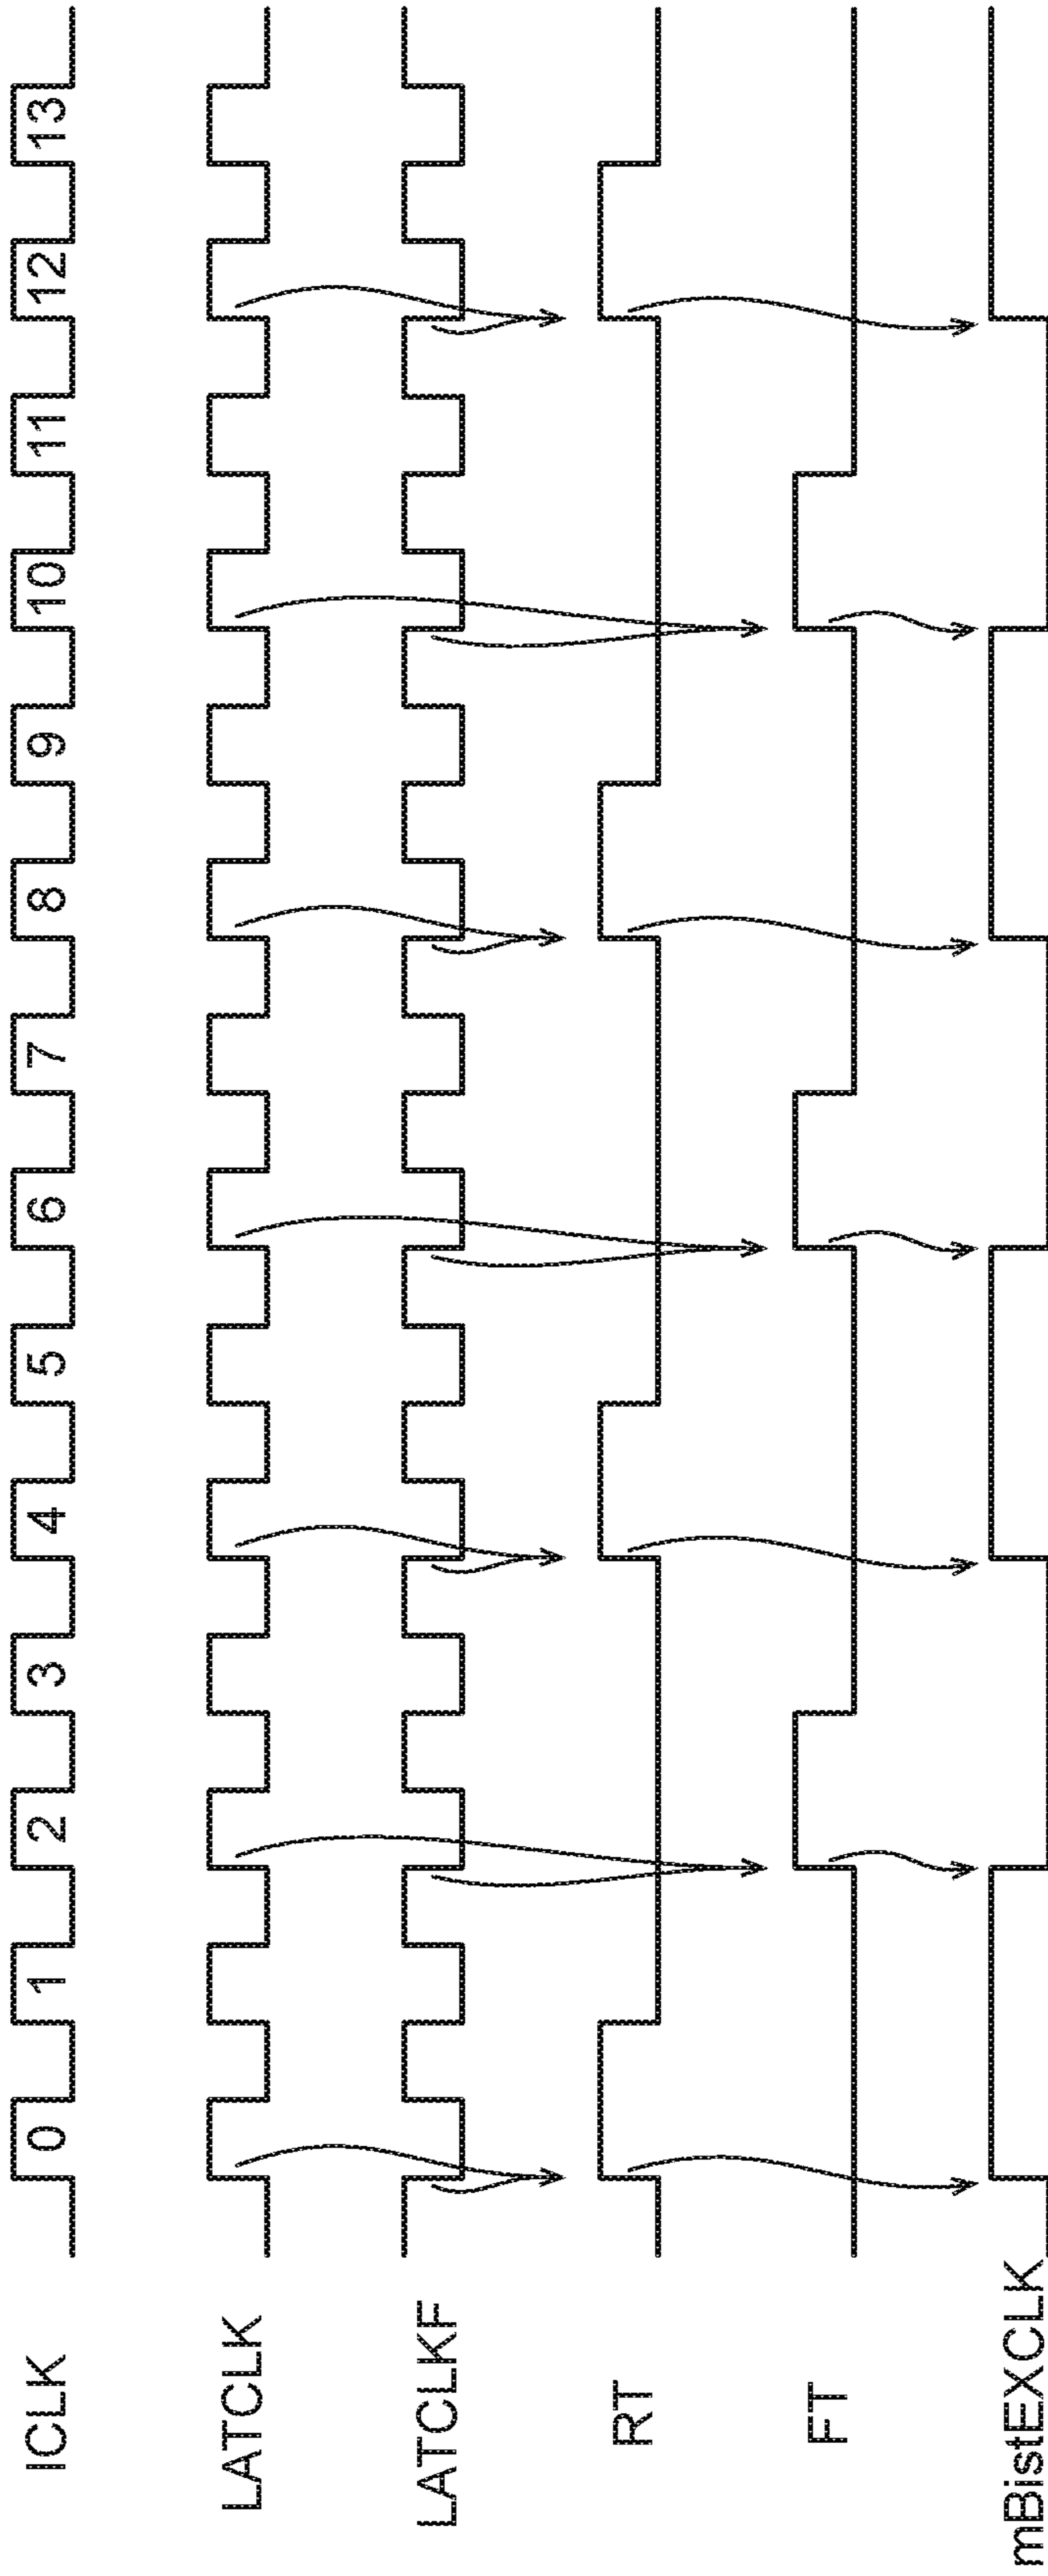 ICLK
0 1 2 3 4 5 6 7 8 9 10 11 12 13
LATCLK
LATCLKF
RT
FT
mBistEXCLK